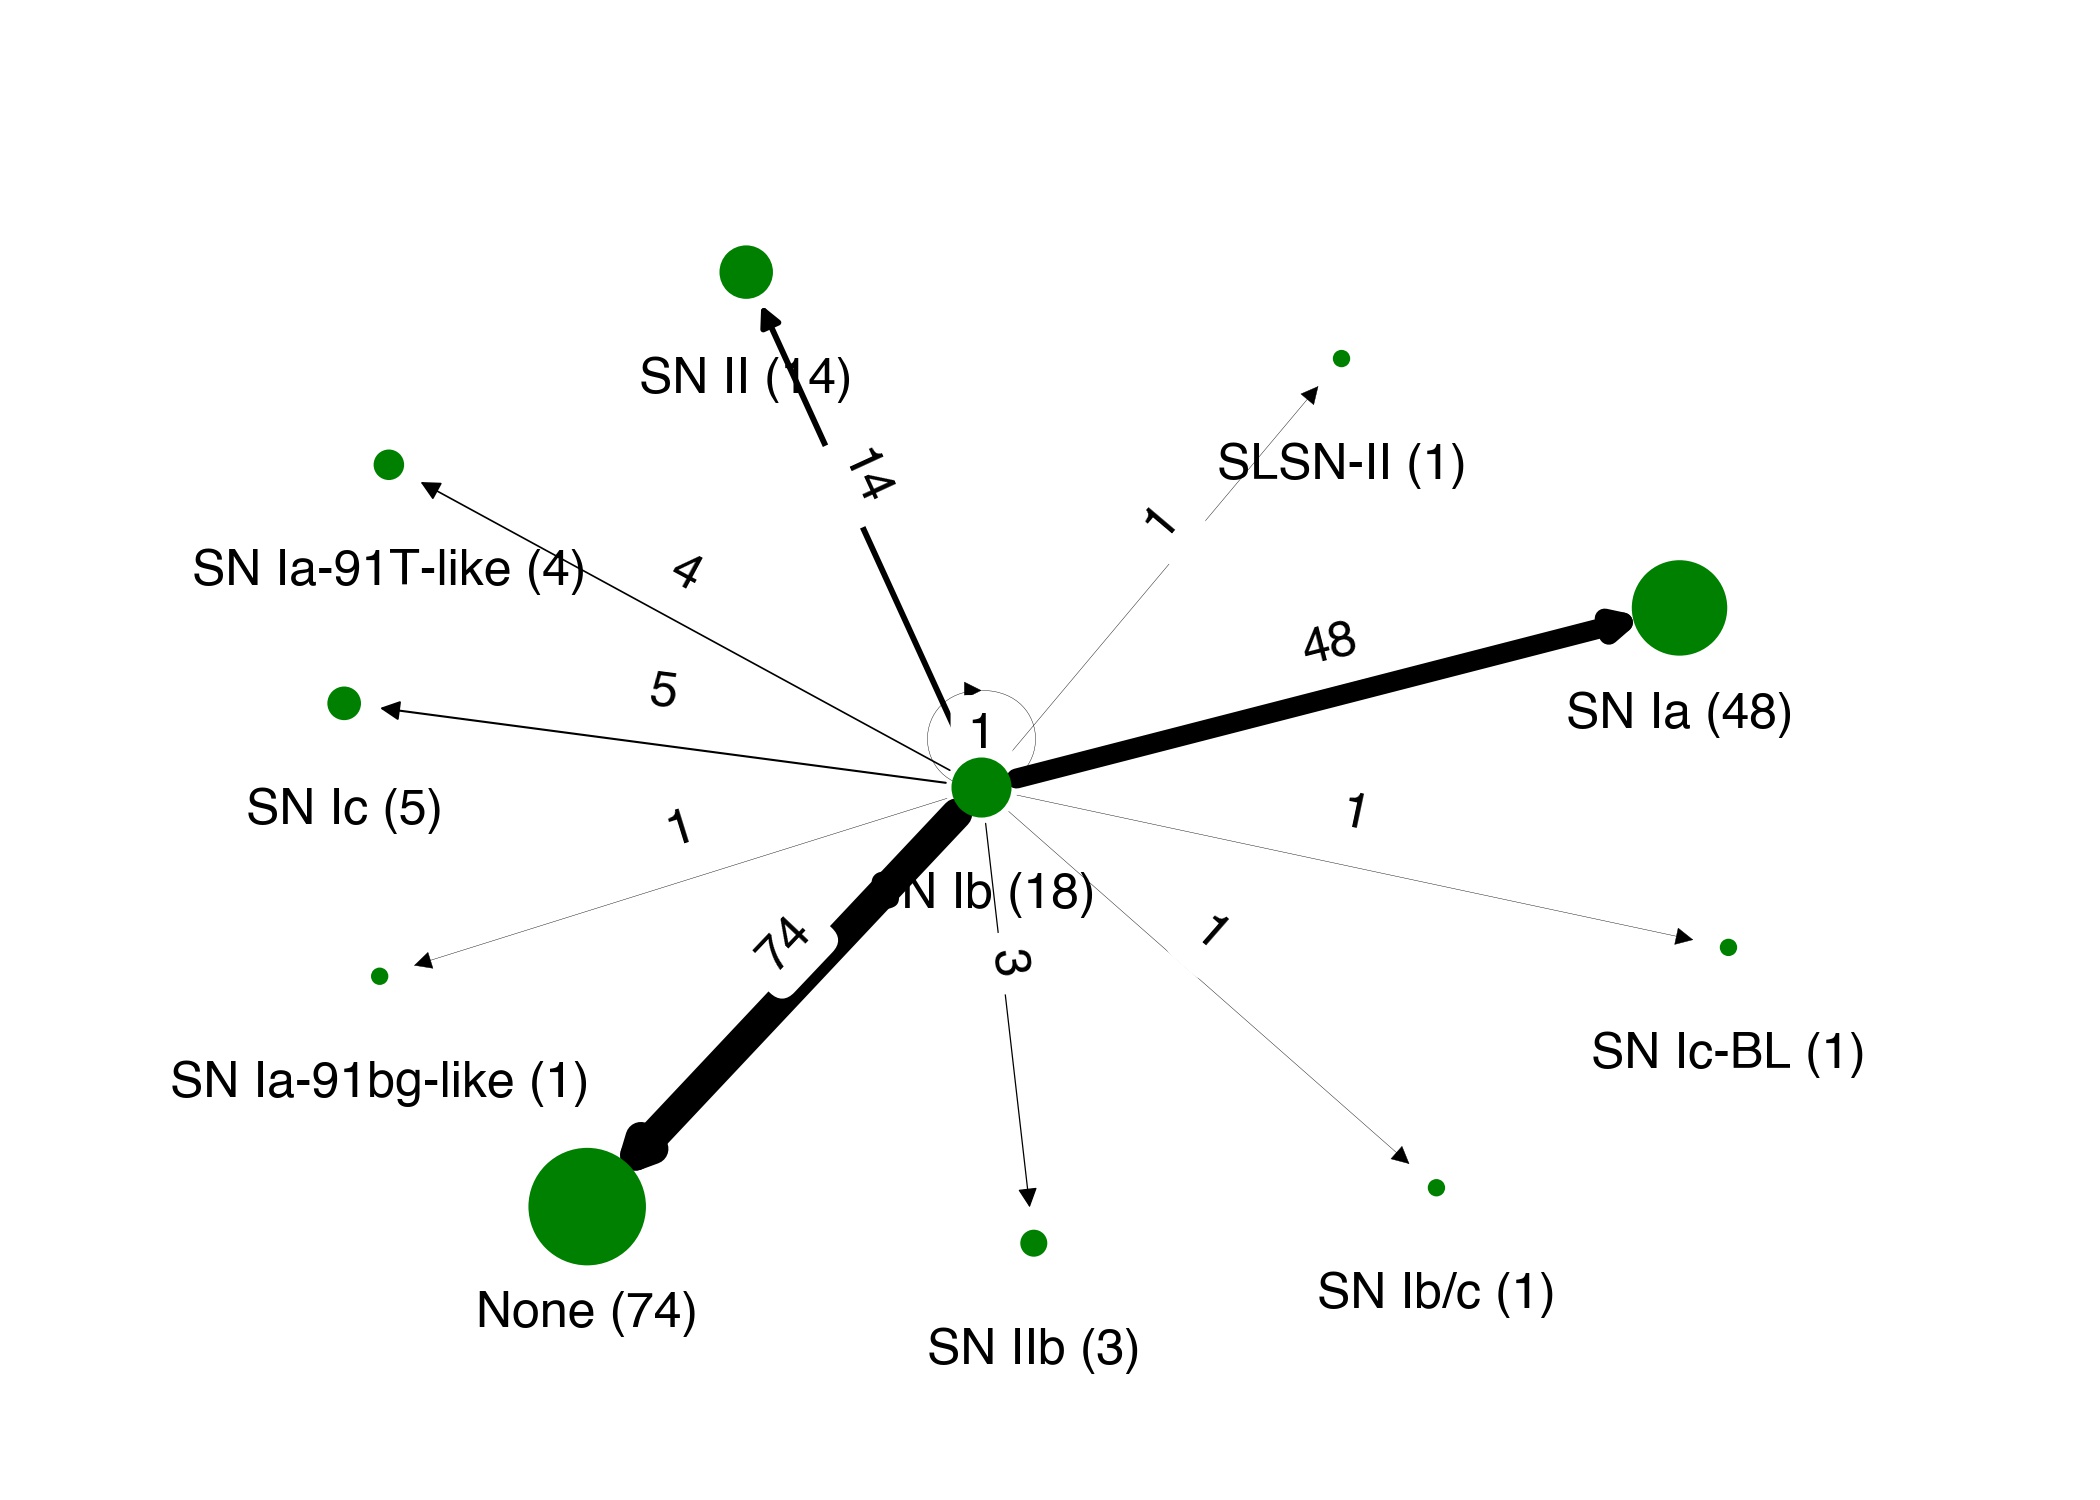 SN II (14)
14
SLSN-II (1)
1
SN Ia-91T-like (4)
4
48
SN Ia (48)
5
SN Ic (5)
1
1
1
SN Ib (18)
74
3
1
SN Ic-BL (1)
SN Ia-91bg-like (1)
None (74)
SN IIb (3)
SN Ib/c (1)